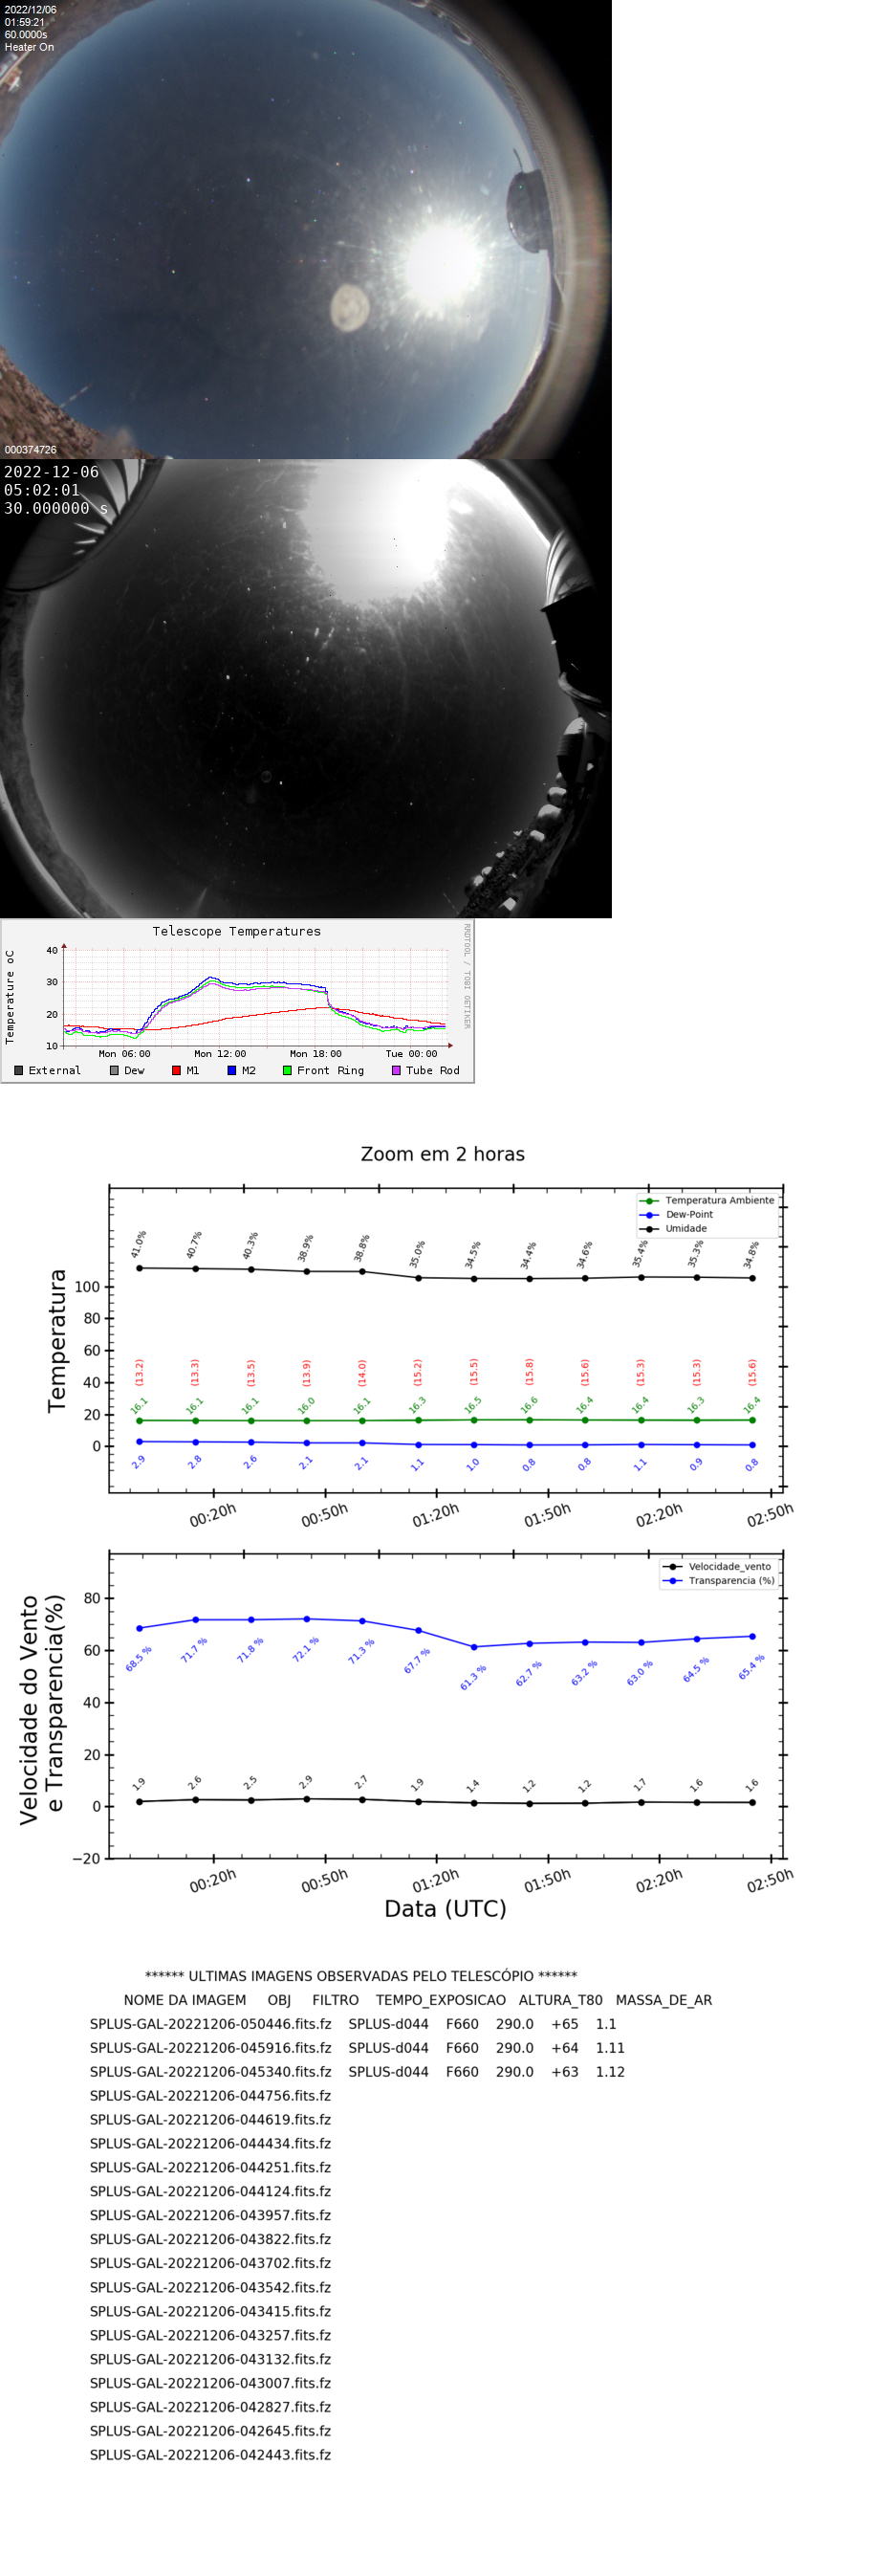 2022/12/06
01:59:21
60.0000s
Heater On
000374726
2022-12-06
05:02:01
30.000000 s
Telescope Temperatures
RRDTOOL / TOBI OETIKER
Temperature oC
40
30
20
10
Mon 06:00 Mon 12:00 Mon 18:00 Tue 00:00
External Dew M1 M2 Front Ring Tube Rod
Zoom em 2 horas
Temperatura Ambiente
Dew-Point
Umidade
Temperatura
100
80
60
40
20
0
41.0% 40.7% 40.3% 38.9% 38.8% 35.0% 34.5% 34.4% 34.6% 35.4% 35.3% 34.8%
(13.2) (13.3) (13.5) (13.9) (14.0) (15.2) (15.5) (15.8) (15.6) (15.3) (15.3) (15.6)
16.1 16.1 16.1 16.0 16.1 16.3 16.5 16.6 16.4 16.4 16.3 16.4
2.9 2.8 2.6 2.1 2.1 1.1 1.0 0.8 0.8 1.1 0.9 0.8
00:20h 00:50h 01:20h 01:50h 02:20h 02:50h
Velocidade_vento
Transparencia (%)
Velocidade do Vento
e Transparencia(%)
80
60
40
20
0
−20
68.5 % 71.7 % 71.8 % 72.1 % 71.3 % 67.7 % 61.3 % 62.7 % 63.2 % 63.0 % 64.5 % 65.4 %
1.9 2.6 2.5 2.9 2.7 1.9 1.4 1.2 1.2 1.7 1.6 1.6
00:20h 00:50h 01:20h 01:50h 02:20h 02:50h
Data (UTC)
****** ULTIMAS IMAGENS OBSERVADAS PELO TELESCÓPIO ******
NOME DA IMAGEM OBJ FILTRO TEMPO_EXPOSICAO ALTURA_T80 MASSA_DE_AR
SPLUS-GAL-20221206-050446.fits.fz SPLUS-d044 F660 290.0 +65 1.1
SPLUS-GAL-20221206-045916.fits.fz SPLUS-d044 F660 290.0 +64 1.11
SPLUS-GAL-20221206-045340.fits.fz SPLUS-d044 F660 290.0 +63 1.12
SPLUS-GAL-20221206-044756.fits.fz
SPLUS-GAL-20221206-044619.fits.fz
SPLUS-GAL-20221206-044434.fits.fz
SPLUS-GAL-20221206-044251.fits.fz
SPLUS-GAL-20221206-044124.fits.fz
SPLUS-GAL-20221206-043957.fits.fz
SPLUS-GAL-20221206-043822.fits.fz
SPLUS-GAL-20221206-043702.fits.fz
SPLUS-GAL-20221206-043542.fits.fz
SPLUS-GAL-20221206-043415.fits.fz
SPLUS-GAL-20221206-043257.fits.fz
SPLUS-GAL-20221206-043132.fits.fz
SPLUS-GAL-20221206-043007.fits.fz
SPLUS-GAL-20221206-042827.fits.fz
SPLUS-GAL-20221206-042645.fits.fz
SPLUS-GAL-20221206-042443.fits.fz